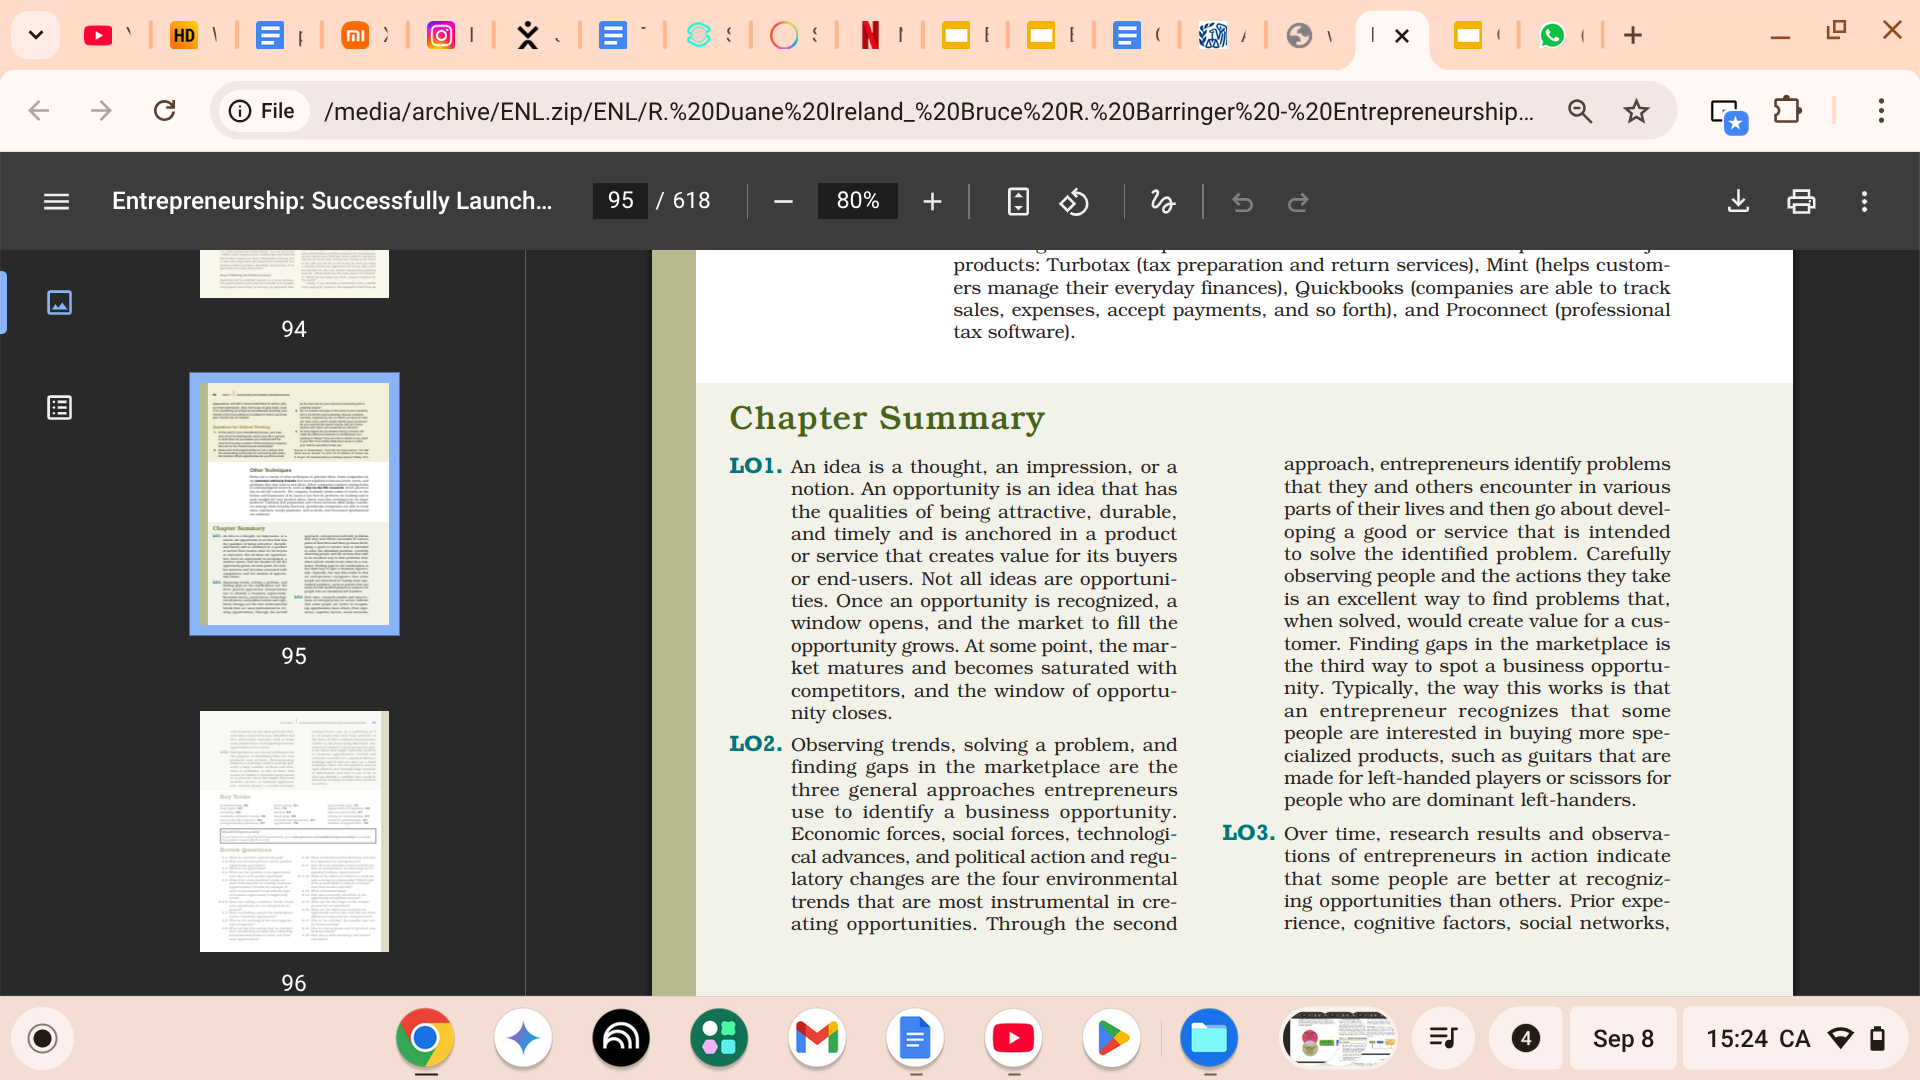 File
/media/archive/ENL.zip/ENL/R.%20Duane%20Ireland_%20Bruce%20R.%20Barringer%20-%20Entrepreneurship...
Entrepreneurship: Successfully Launch...
95 / 618
80%
94
95
96
products: Turbotax (tax preparation and return services), Mint (helps custom-
ers manage their everyday finances), Quickbooks (companies are able to track
sales, expenses, accept payments, and so forth), and Proconnect (professional
tax software).
Chapter Summary
LO1. An idea is a thought, an impression, or a
notion. An opportunity is an idea that has
the qualities of being attractive, durable,
and timely and is anchored in a product
or service that creates value for its buyers
or end-users. Not all ideas are opportuni-
ties. Once an opportunity is recognized, a
window opens, and the market to fill the
opportunity grows. At some point, the mar-
ket matures and becomes saturated with
competitors, and the window of opportu-
nity closes.
LO2. Observing trends, solving a problem, and
finding gaps in the marketplace are the
three general approaches entrepreneurs
use to identify a business opportunity.
Economic forces, social forces, technologi-
cal advances, and political action and regu-
latory changes are the four environmental
trends that are most instrumental in cre-
ating opportunities. Through the second
approach, entrepreneurs identify problems
that they and others encounter in various
parts of their lives and then go about devel-
oping a good or service that is intended
to solve the identified problem. Carefully
observing people and the actions they take
is an excellent way to find problems that,
when solved, would create value for a cus-
tomer. Finding gaps in the marketplace is
the third way to spot a business opportu-
nity. Typically, the way this works is that
an entrepreneur recognizes that some
people are interested in buying more spe-
cialized products, such as guitars that are
made for left-handed players or scissors for
people who are dominant left-handers.
LO3. Over time, research results and observa-
tions of entrepreneurs in action indicate
that some people are better at recogniz-
ing opportunities than others. Prior expe-
rience, cognitive factors, social networks,
4
Sep 8
15:24 CA